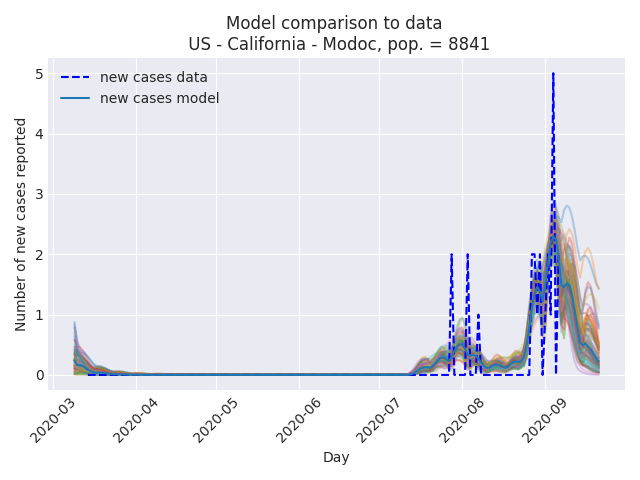 Model comparison to data
US - California - Modoc, pop. = 8841
new cases data
new cases model
Number of new cases reported
5
4
3
2
1
0
2020-03
2020-04
2020-05
2020-06
2020-07
2020-08
2020-09
Day